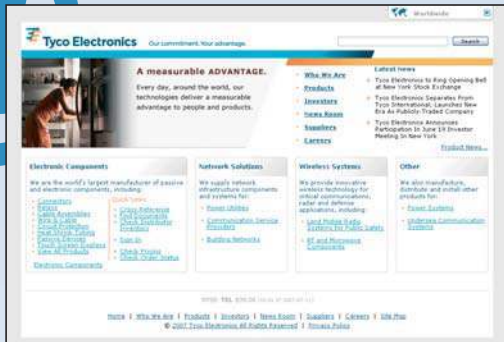 Worldwide
Tyco Electronics
Our commitment. Your advantage.
Search
A measurable ADVANTAGE.
Every day, around the world, our
technologies deliver a measurable
advantage to people and products.
Who We Are
Products
Investors
News Room
Suppliers
Careers
Latest News
Tyco Electronics to Ring Opening Bell
at New York Stock Exchange
Tyco Electronics Separates From
Tyco International, Launches New
Era As Publicly-Traded Company
Tyco Electronics Announces
Participation In June 19 Investor
Meeting In New York
Product News...
Electronic Components
We are the world's largest manufacturer of passive
and electronic components, including:
Connectors
Relays
Cable Assemblies
Wire & Cable
Circuit Protection
Heat Shrink Tubing
Passive Devices
Touch Screen Displays
View All Products
Electronic Components
Quick Links
Cross Reference
Find Documents
Check Distributor
Inventory
Sign In
Check Pricing
Check Order Status
Network Solutions
We supply network
infrastructure components
and systems for:
Power Utilities
Communication Service
Providers
Building Networks
Wireless Systems
We provide innovative
wireless technology for
critical communications,
radar and defense
applications, including:
Land Mobile Radio
Systems for Public Safety
RF and Microwave
Components
Other
We also manufacture,
distribute and install other
products for:
Power Systems
Undersea Communication
Systems
NYSE: TEL
Home | Who We Are | Products | Investors | News Room | Suppliers | Careers | Site Map
© 2007 Tyco Electronics All Rights Reserved | Privacy Policy